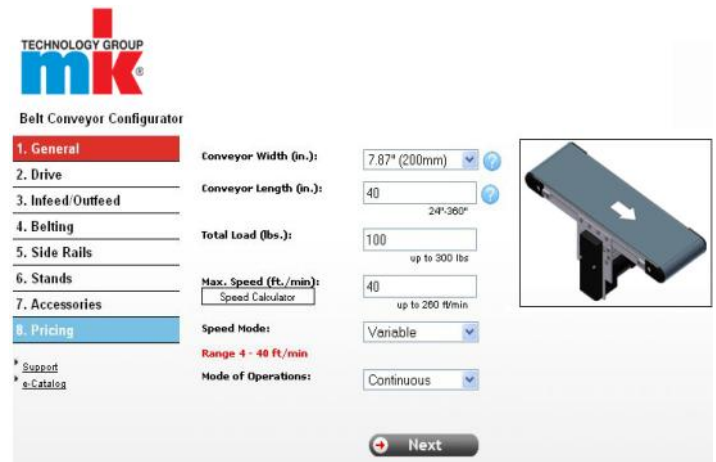 TECHNOLOGY GROUP
mk®
Belt Conveyor Configurator
1. General
2. Drive
3. Infeed/Outfeed
4. Belting
5. Side Rails
6. Stands
7. Accessories
8. Pricing
Support
e-Catalog
Conveyor Width (in.): 7.87" (200mm) ?
Conveyor Length (in.): 40 ?
24"-360"
Total Load (lbs.): 100
up to 300 lbs
Max. Speed (ft./min): 40
Speed Calculator
up to 260 ft/min
Speed Mode: Variable
Range 4 - 40 ft/min
Mode of Operations: Continuous
Next